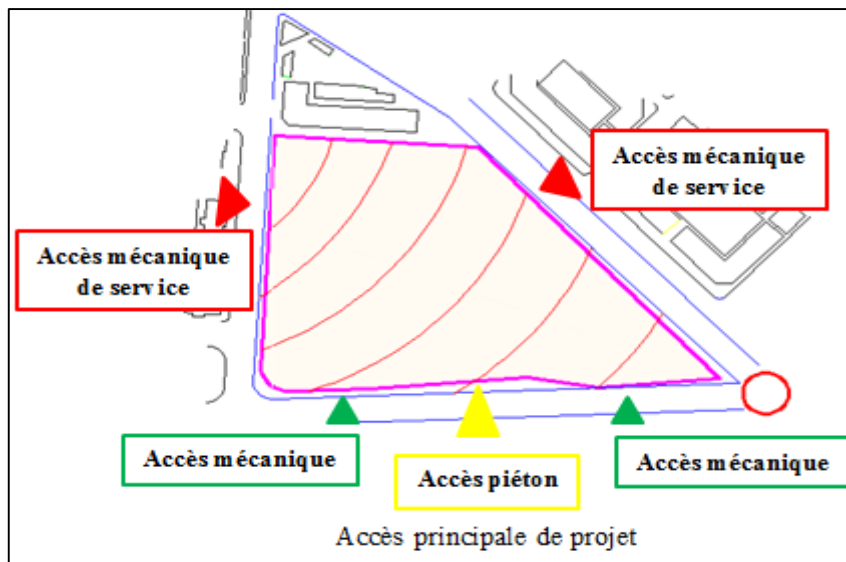 Accès mécanique
de service
Accès mécanique
de service
Accès mécanique
Accès piéton
Accès mécanique
Accès principale de projet